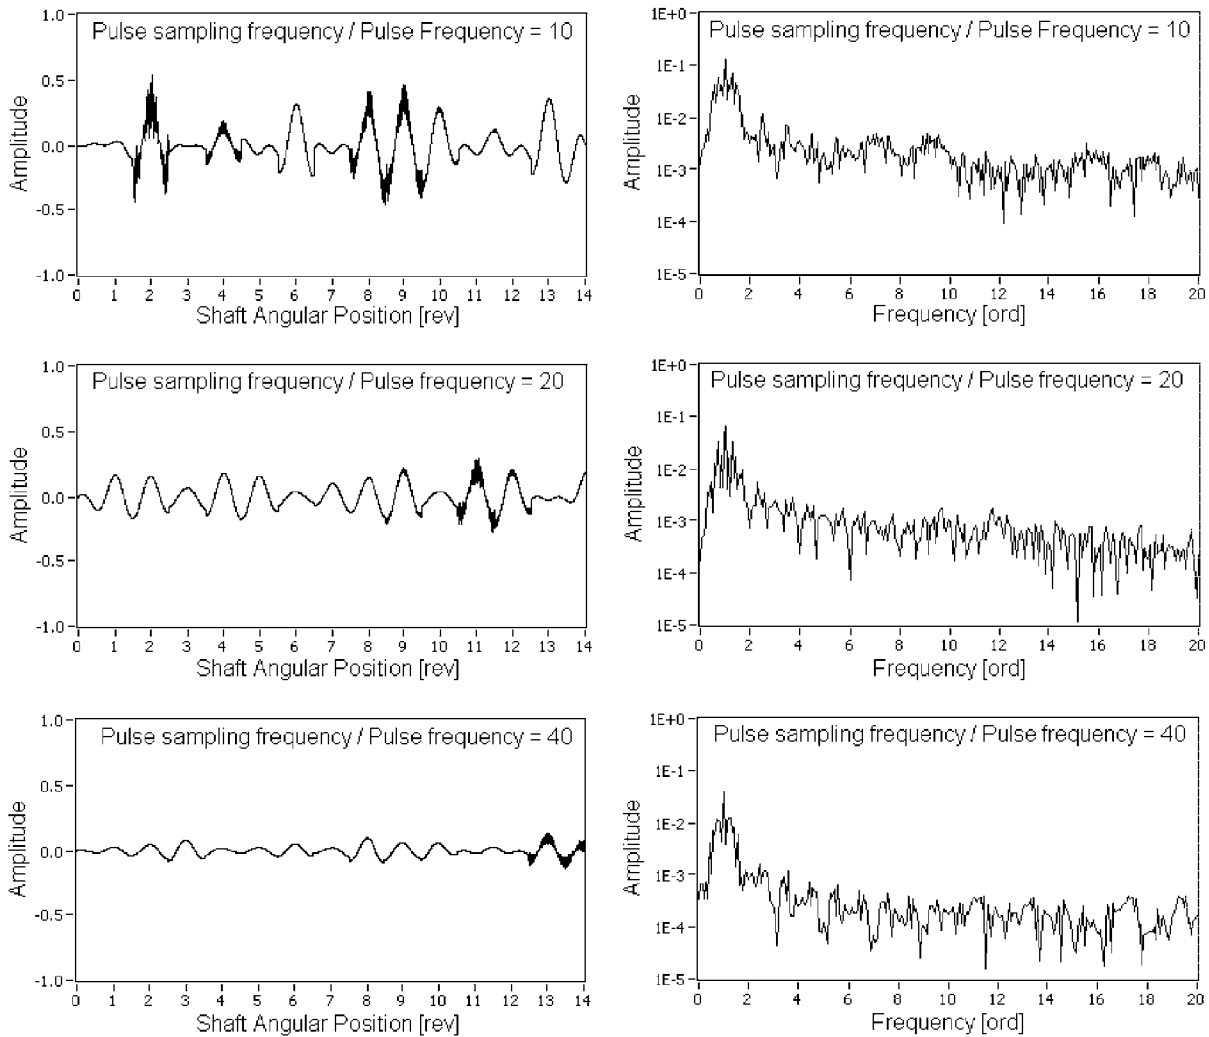 Pulse sampling frequency / Pulse Frequency = 10
Amplitude
1.0
0.5
0.0
-0.5
-1.0
0 1 2 3 4 5 6 7 8 9 10 11 12 13 14
Shaft Angular Position [rev]
Pulse sampling frequency / Pulse Frequency = 10
Amplitude
1E+0
1E-1
1E-2
1E-3
1E-4
1E-5
0 2 4 6 8 10 12 14 16 18 20
Frequency [ord]
Pulse sampling frequency / Pulse frequency = 20
Amplitude
1.0
0.5
0.0
-0.5
-1.0
0 1 2 3 4 5 6 7 8 9 10 11 12 13 14
Shaft Angular Position [rev]
Pulse sampling frequency / Pulse frequency = 20
Amplitude
1E+0
1E-1
1E-2
1E-3
1E-4
1E-5
0 2 4 6 8 10 12 14 16 18 20
Frequency [ord]
Pulse sampling frequency / Pulse frequency = 40
Amplitude
1.0
0.5
0.0
-0.5
-1.0
0 1 2 3 4 5 6 7 8 9 10 11 12 13 14
Shaft Angular Position [rev]
Pulse sampling frequency / Pulse frequency = 40
Amplitude
1E+0
1E-1
1E-2
1E-3
1E-4
1E-5
0 2 4 6 8 10 12 14 16 18 20
Frequency [ord]